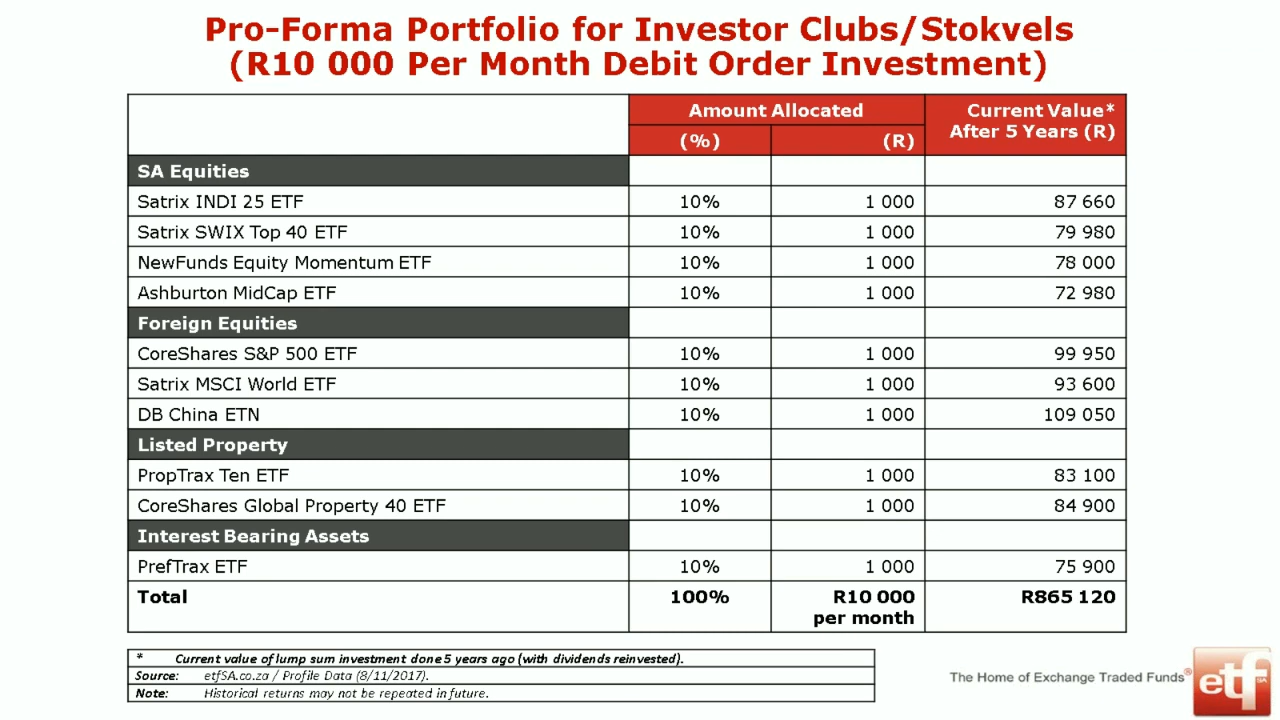 Pro-Forma Portfolio for Investor Clubs/Stokvels
(R10 000 Per Month Debit Order Investment)
Amount Allocated Current Value*
After 5 Years (R)
(%) (R)
SA Equities
Satrix INDI 25 ETF 10% 1 000 87 660
Satrix SWIX Top 40 ETF 10% 1 000 79 980
NewFunds Equity Momentum ETF 10% 1 000 78 000
Ashburton MidCap ETF 10% 1 000 72 980
Foreign Equities
CoreShares S&P 500 ETF 10% 1 000 99 950
Satrix MSCI World ETF 10% 1 000 93 600
DB China ETN 10% 1 000 109 050
Listed Property
PropTrax Ten ETF 10% 1 000 83 100
CoreShares Global Property 40 ETF 10% 1 000 84 900
Interest Bearing Assets
PrefTrax ETF 10% 1 000 75 900
Total 100% R10 000 R865 120
per month
* Current value of lump sum investment done 5 years ago (with dividends reinvested).
Source: etfSA.co.za / Profile Data (8/11/2017).
Note: Historical returns may not be repeated in future.
The Home of Exchange Traded Funds®
etf
SA